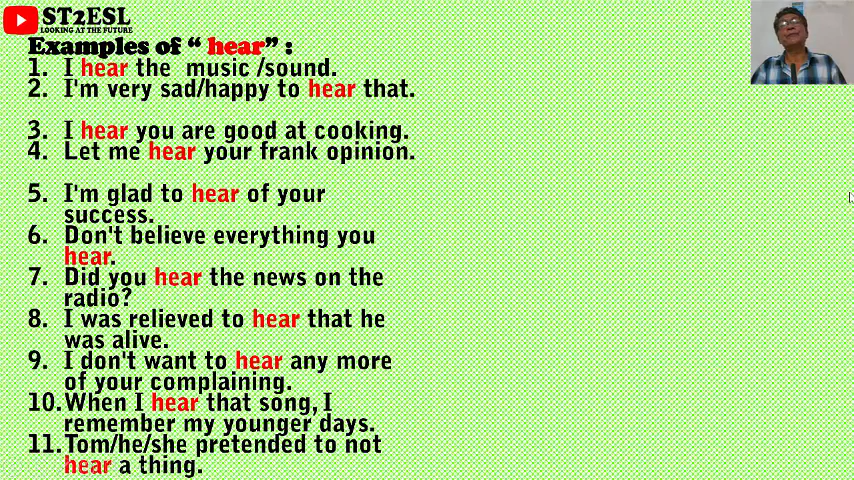 ST2ESL
LOOKING AT THE FUTURE
Examples of “ hear” :
1. I hear the music /sound.
2. I'm very sad/happy to hear that.
3. I hear you are good at cooking.
4. Let me hear your frank opinion.
5. I'm glad to hear of your
success.
6. Don't believe everything you
hear.
7. Did you hear the news on the
radio?
8. I was relieved to hear that he
was alive.
9. I don't want to hear any more
of your complaining.
10. When I hear that song, I
remember my younger days.
11. Tom/he/she pretended to not
hear a thing.